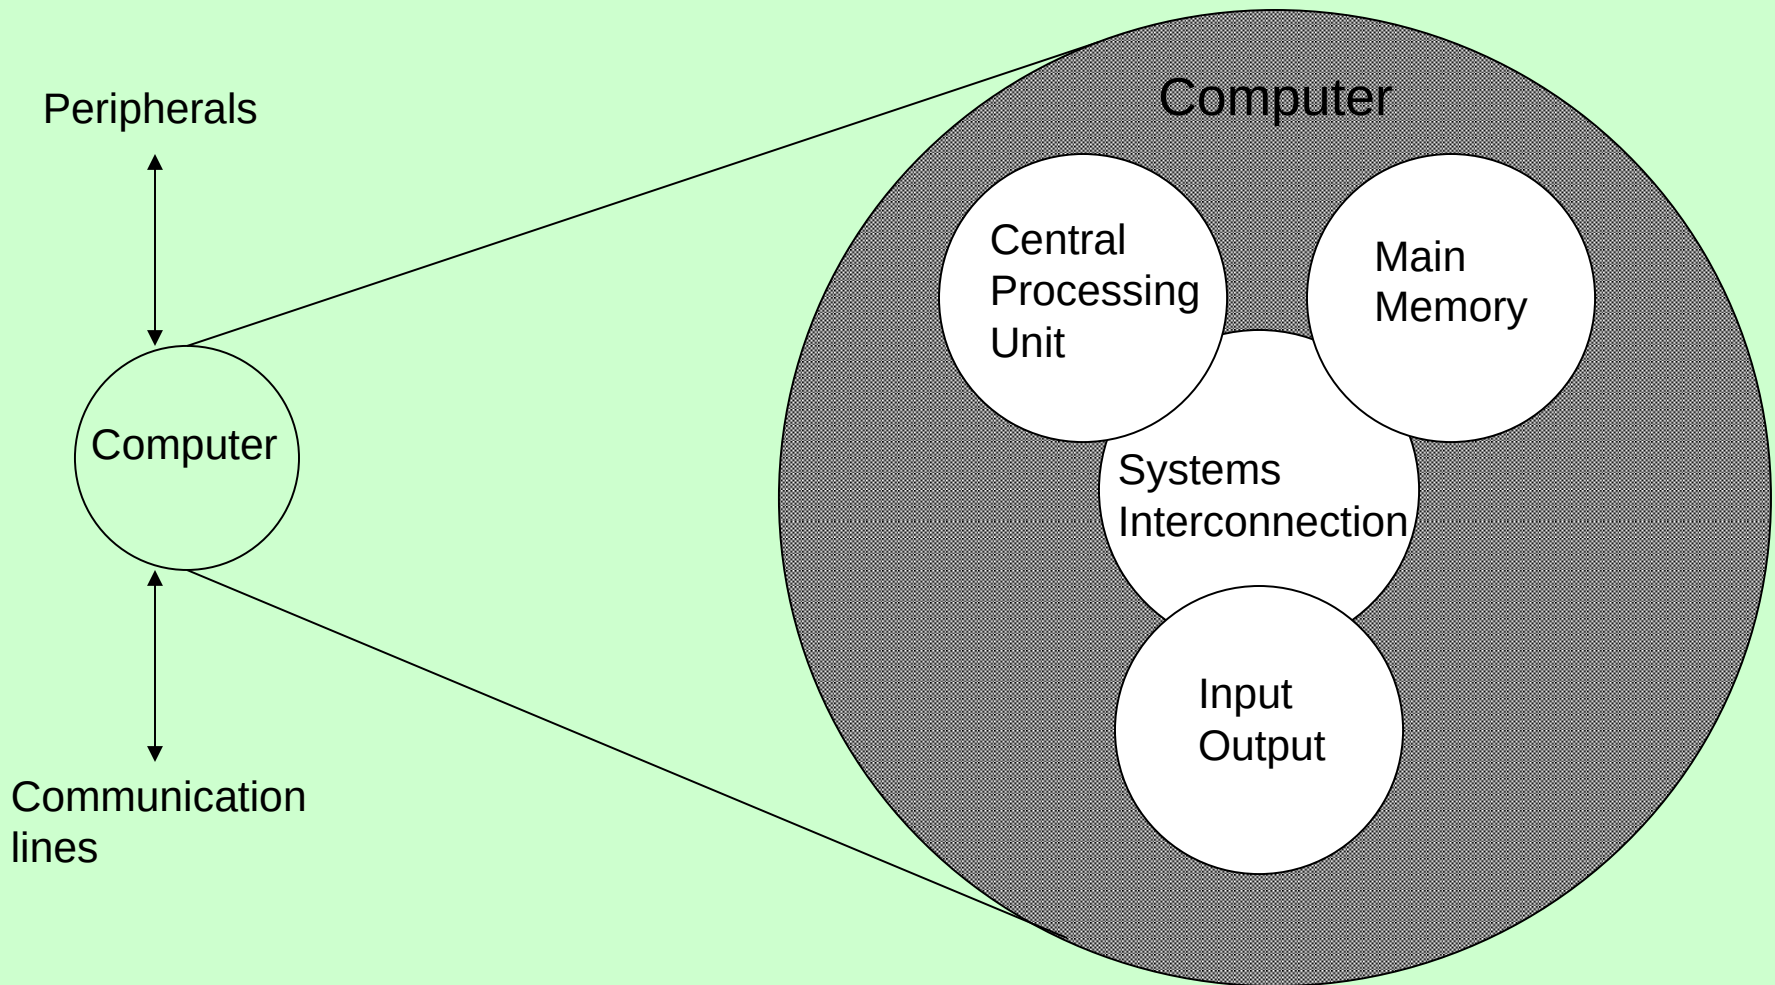 Peripherals
Computer
Communication
lines
Computer
Central
Processing
Unit
Main
Memory
Systems
Interconnection
Input
Output